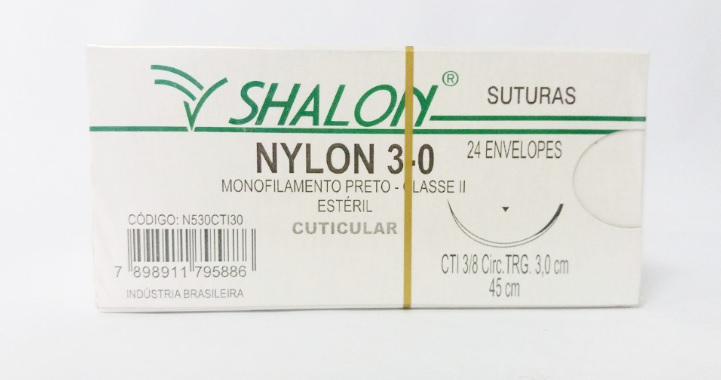 SHALON®
SUTURAS
NYLON 3-0
24 ENVELOPES
MONOFILAMENTO PRETO - CLASSE II
ESTÉRIL
CUTICULAR
CÓDIGO: N530CTI30
7 898911 795886
INDÚSTRIA BRASILEIRA
CTI 3/8 Circ. TRG. 3,0 cm
45 cm